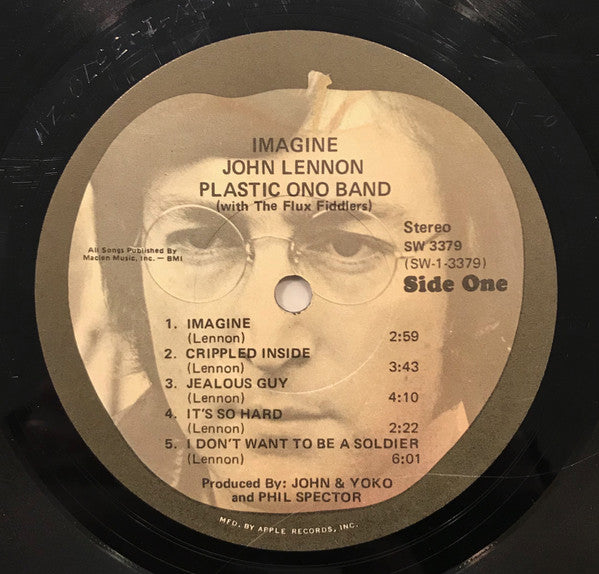 IMAGINE
JOHN LENNON
PLASTIC ONO BAND
(with The Flux Fiddlers)
All Songs Published By
Maclen Music, Inc. — BMI
Stereo
SW 3379
(SW-1-3379)
Side One
1. IMAGINE
(Lennon) 2:59
2. CRIPPLED INSIDE
(Lennon) 3:43
3. JEALOUS GUY
(Lennon) 4:10
4. IT'S SO HARD
(Lennon) 2:22
5. I DON'T WANT TO BE A SOLDIER
(Lennon) 6:01
Produced By: JOHN & YOKO
and PHIL SPECTOR
MFD. BY APPLE RECORDS, INC.